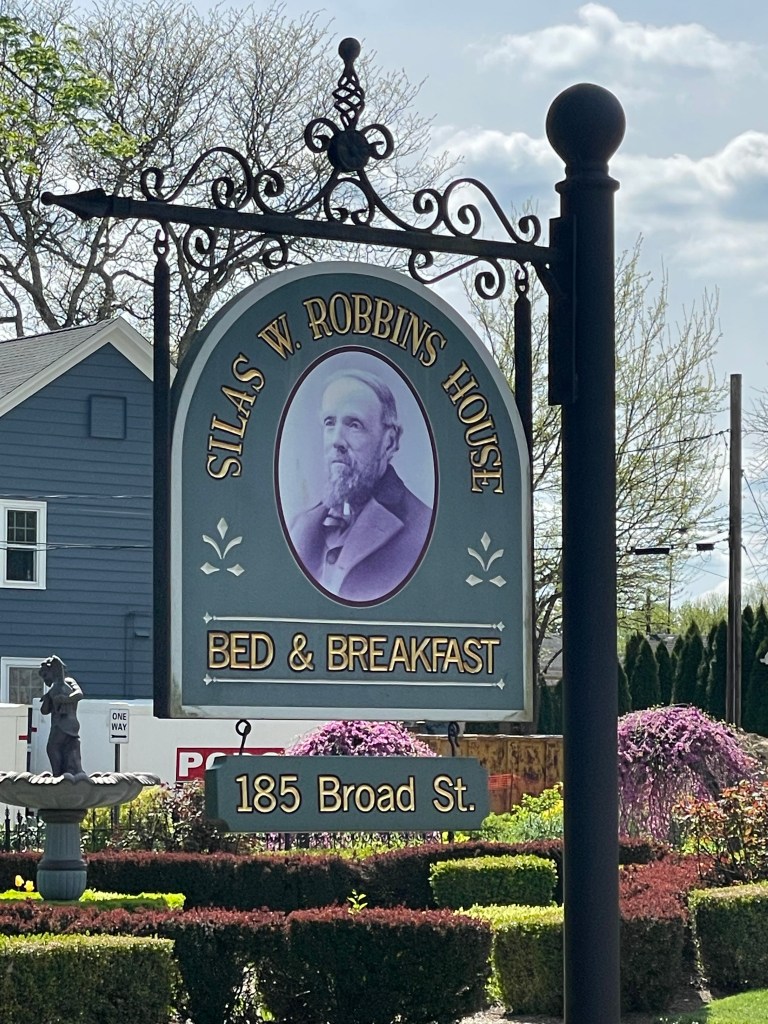 SILAS W. ROBBINS HOUSE
BED & BREAKFAST
ONE
WAY
185 Broad St.